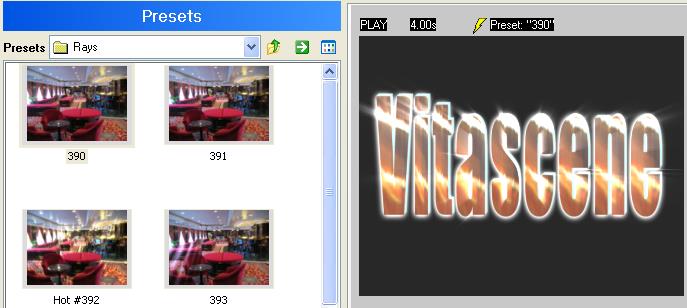 Presets
Presets Rays
390 391
Hot #392 393
PLAY 4.00s Preset: "390"
Vitascene